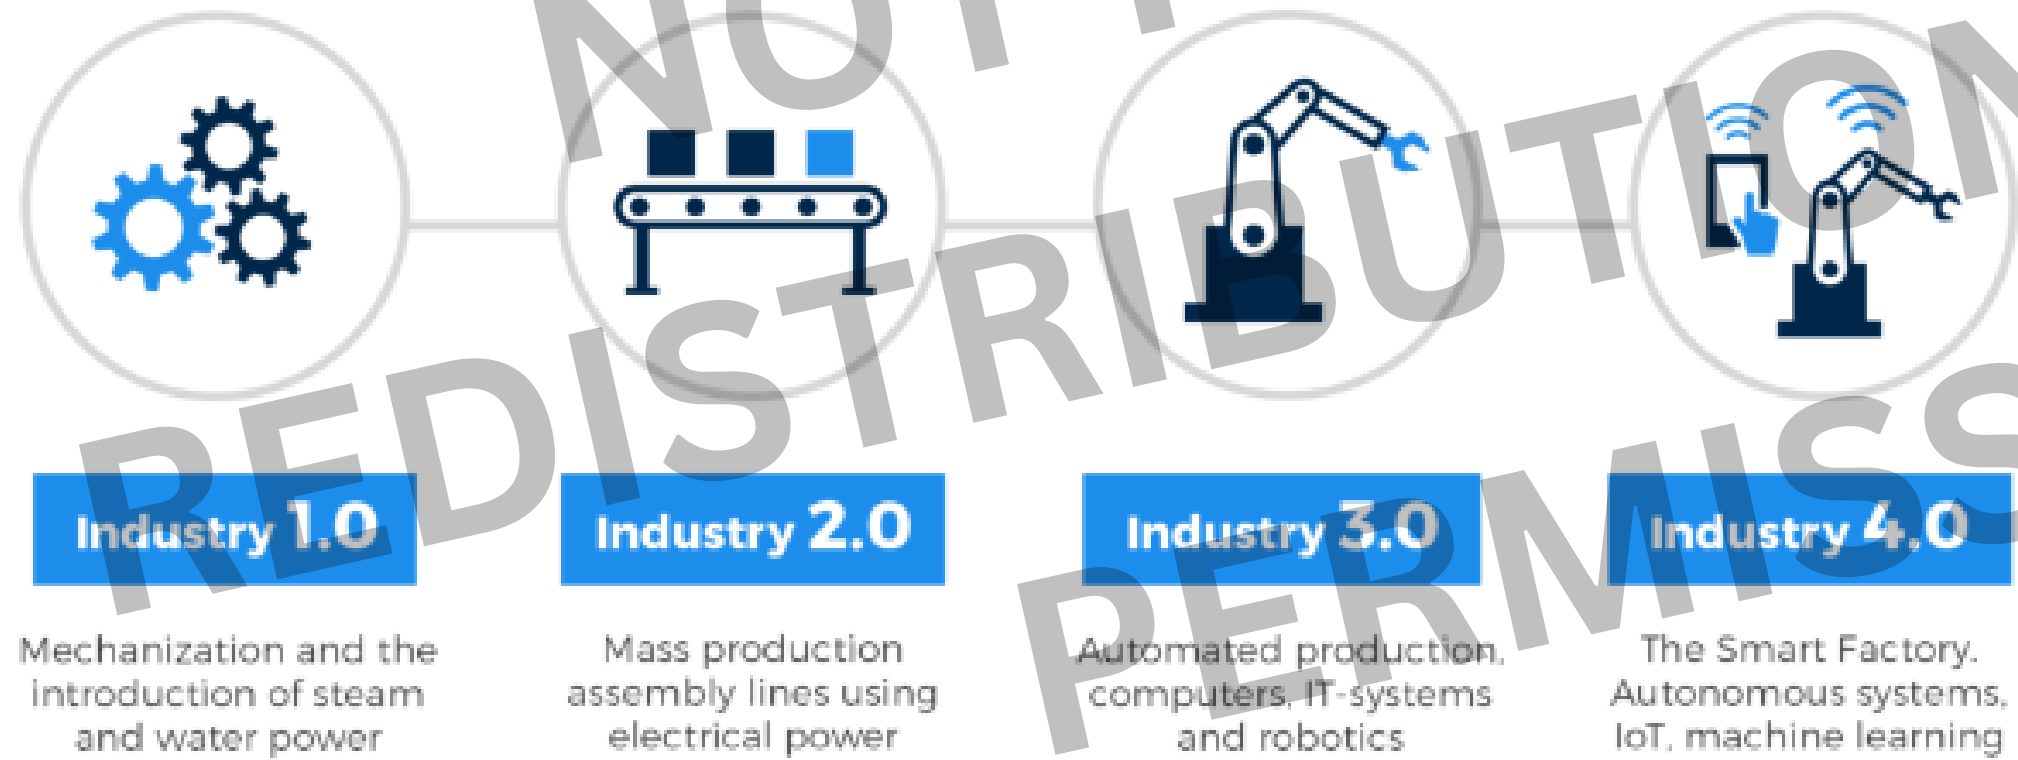 NOT
REDISTRIBUTION
PERMISS
Industry 1.0
Mechanization and the
introduction of steam
and water power
Industry 2.0
Mass production
assembly lines using
electrical power
Industry 3.0
Automated production,
computers, IT-systems
and robotics
Industry 4.0
The Smart Factory.
Autonomous systems,
IoT, machine learning